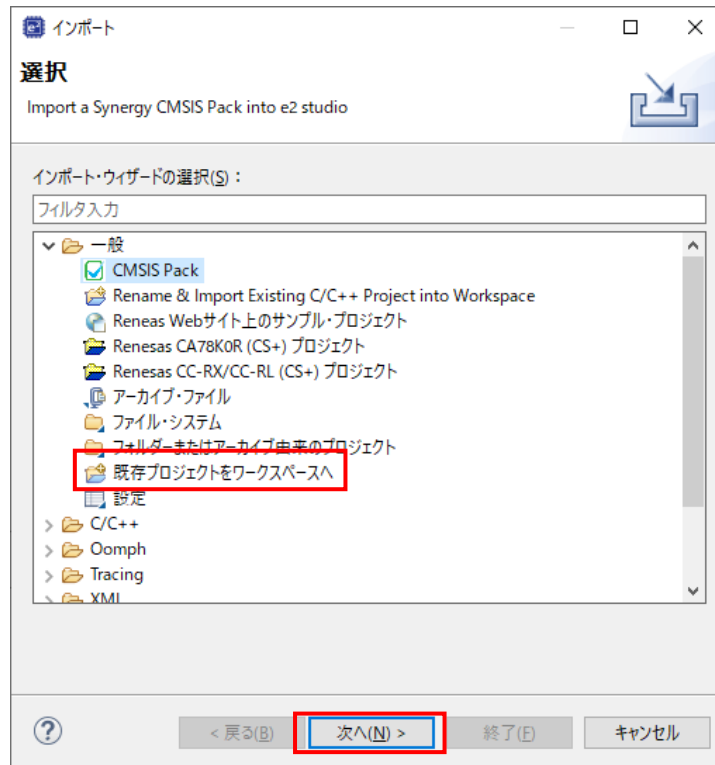 インポート
選択
Import a Synergy CMSIS Pack into e2 studio
インポート・ウィザードの選択(S)：
フィルタ入力
一般
CMSIS Pack
Rename & Import Existing C/C++ Project into Workspace
Reneas Webサイト上のサンプル・プロジェクト
Renesas CA78K0R (CS+) プロジェクト
Renesas CC-RX/CC-RL (CS+) プロジェクト
アーカイブ・ファイル
ファイル・システム
フォルダーまたはアーカイブ由来のプロジェクト
既存プロジェクトをワークスペースへ
設定
C/C++
Oomph
Tracing
XML
< 戻る(B) 次へ(N) > 終了(F) キャンセル